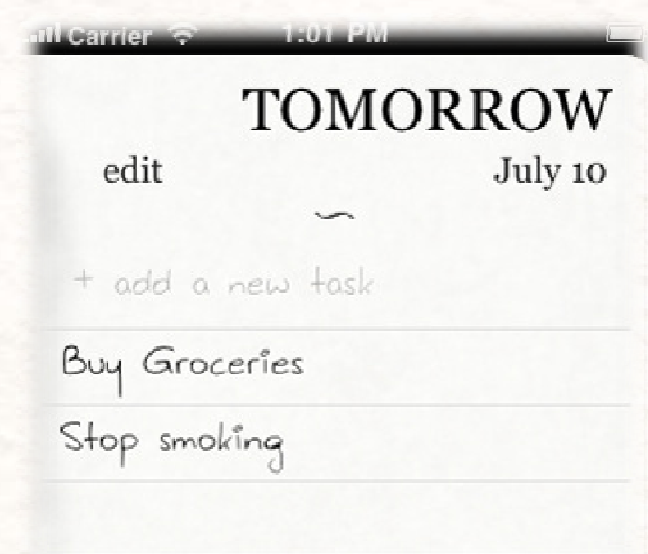 Carrier 1:01 PM
TOMORROW
edit July 10
+ add a new task
Buy Groceries
Stop smoking